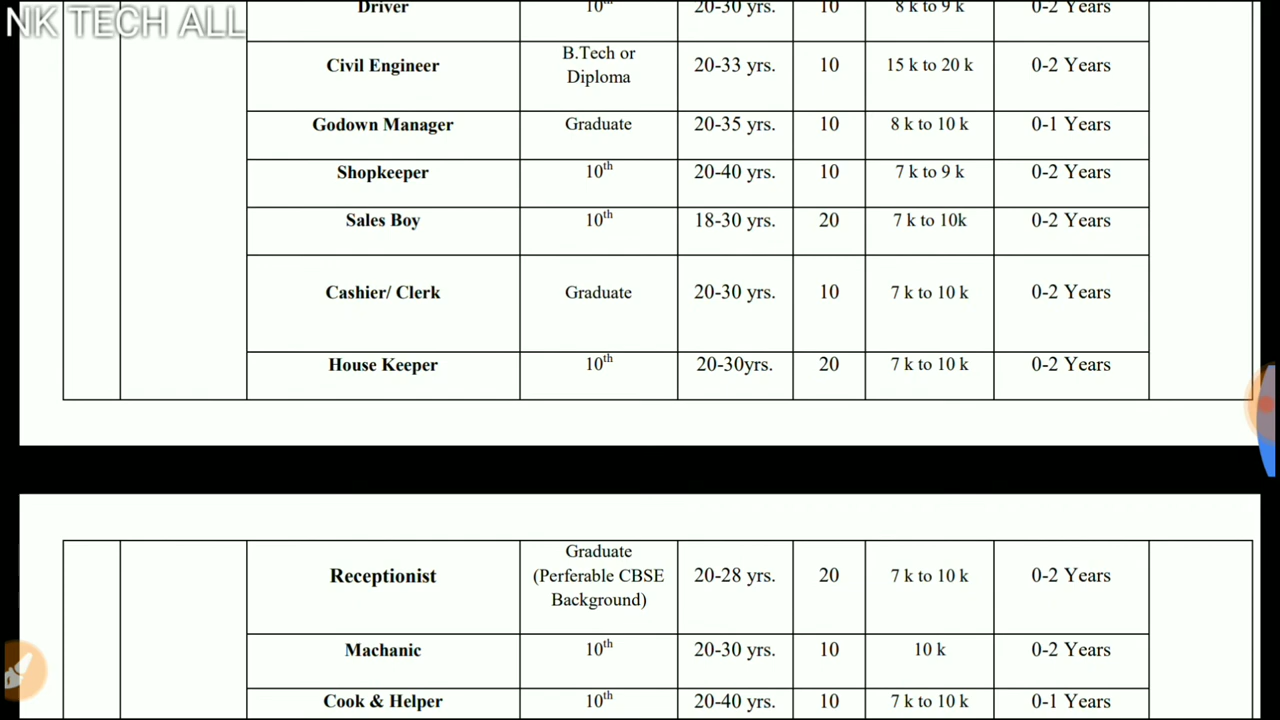 NK TECH ALL
Driver 10th 20-30 yrs. 10 8 k to 9 k 0-2 Years
Civil Engineer B.Tech or Diploma 20-33 yrs. 10 15 k to 20 k 0-2 Years
Godown Manager Graduate 20-35 yrs. 10 8 k to 10 k 0-1 Years
Shopkeeper 10th 20-40 yrs. 10 7 k to 9 k 0-2 Years
Sales Boy 10th 18-30 yrs. 20 7 k to 10k 0-2 Years
Cashier/ Clerk Graduate 20-30 yrs. 10 7 k to 10 k 0-2 Years
House Keeper 10th 20-30yrs. 20 7 k to 10 k 0-2 Years
Receptionist Graduate (Perferable CBSE Background) 20-28 yrs. 20 7 k to 10 k 0-2 Years
Machanic 10th 20-30 yrs. 10 10 k 0-2 Years
Cook & Helper 10th 20-40 yrs. 10 7 k to 10 k 0-1 Years